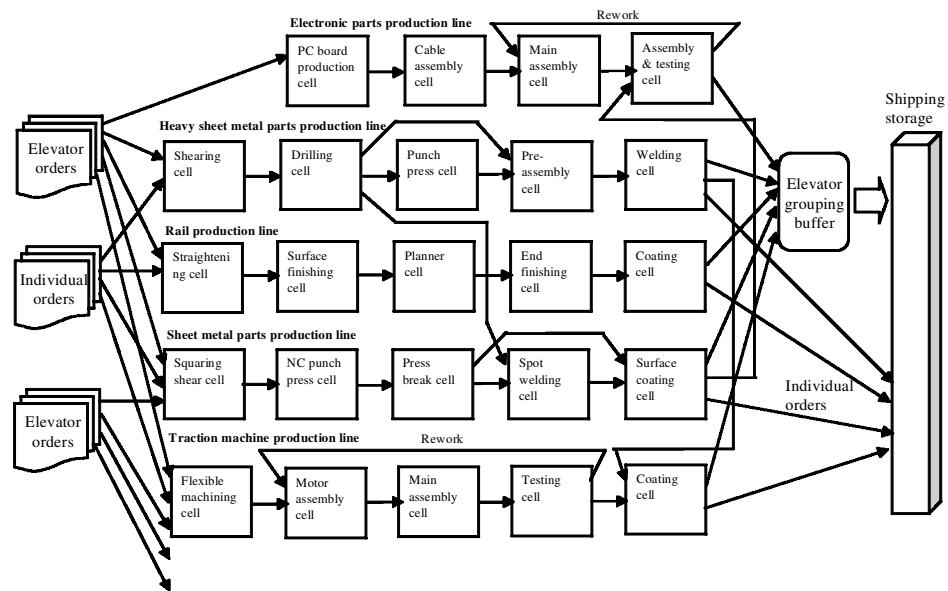 Electronic parts production line
Rework
PC board
production
cell
Cable
assembly
cell
Main
assembly
cell
Assembly
& testing
cell
Shipping
storage
Elevator
orders
Heavy sheet metal parts production line
Shearing
cell
Drilling
cell
Punch
press cell
Pre-
assembly
cell
Welding
cell
Elevator
grouping
buffer
Individual
orders
Rail production line
Straighteni
ng cell
Surface
finishing
cell
Planner
cell
End
finishing
cell
Coating
cell
Sheet metal parts production line
Squaring
shear cell
NC punch
press cell
Press
break cell
Spot
welding
cell
Surface
coating
cell
Individual
orders
Elevator
orders
Traction machine production line
Rework
Flexible
machining
cell
Motor
assembly
cell
Main
assembly
cell
Testing
cell
Coating
cell